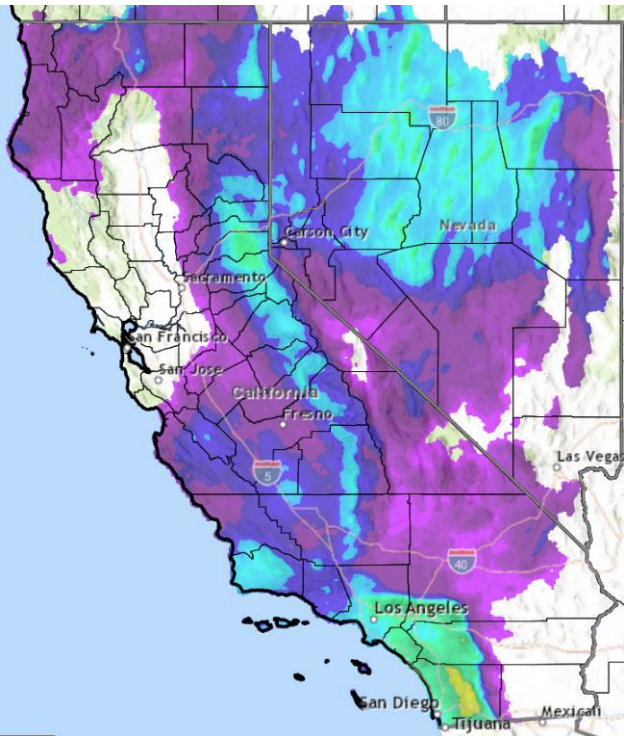 80
Nevada
Carson City
Sacramento
San Francisco
San Jose
California
Fresno
5
Las Vegas
40
Los Angeles
San Diego
Mexicali
Tijuana